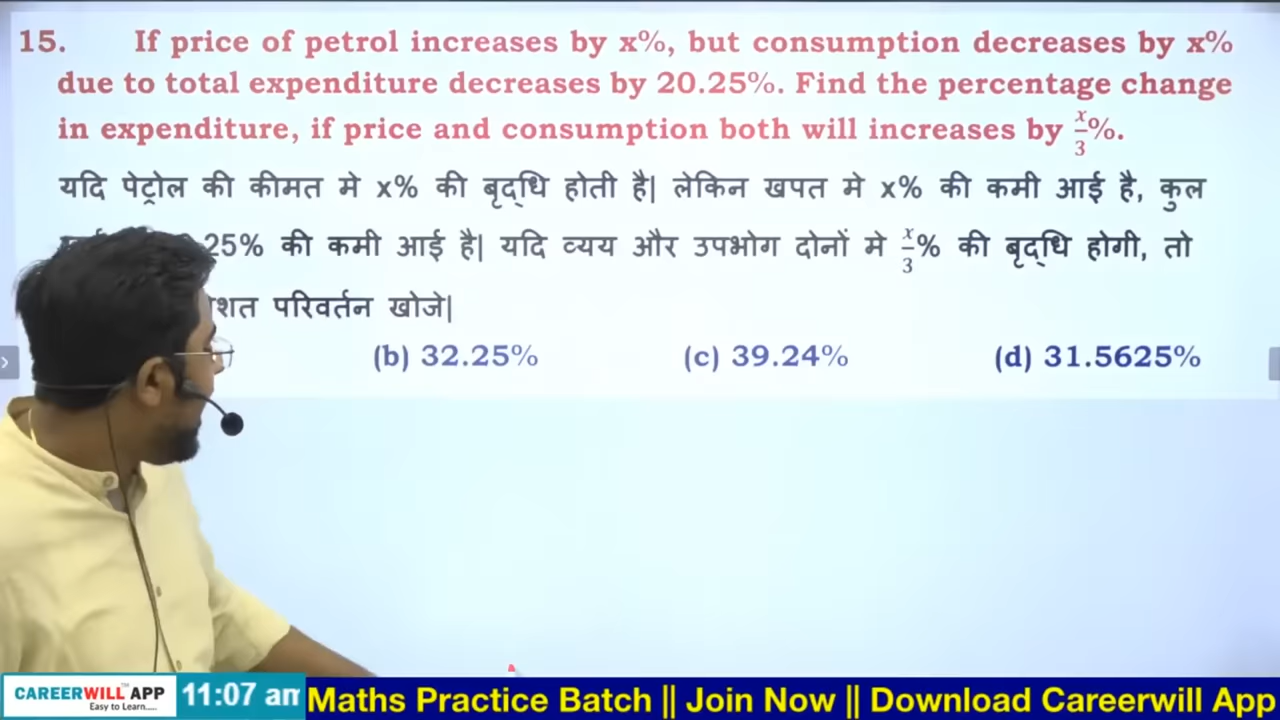 15. If price of petrol increases by x%, but consumption decreases by x%
due to total expenditure decreases by 20.25%. Find the percentage change
in expenditure, if price and consumption both will increases by x/3%.
यदि पेट्रोल की कीमत मे x% की बृद्धि होती है| लेकिन खपत मे x% की कमी आई है, कुल
.25% की कमी आई है| यदि व्यय और उपभोग दोनों मे x/3% की बृद्धि होगी, तो
शत परिवर्तन खोजे|
(b) 32.25% (c) 39.24% (d) 31.5625%
CAREERWILL APP
Easy to Learn.....
11:07 am
Maths Practice Batch || Join Now || Download Careerwill App